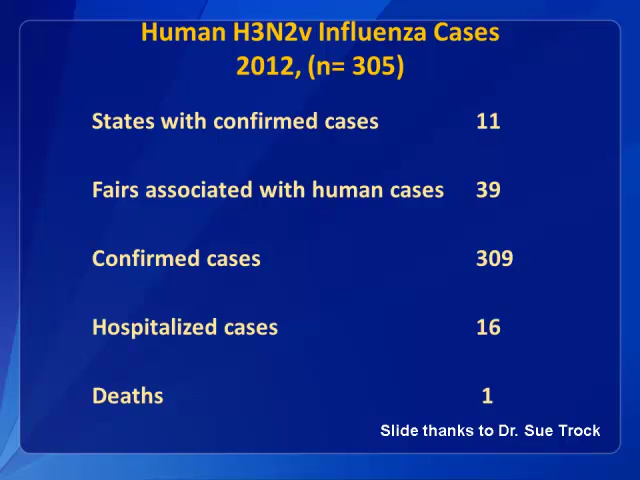 Human H3N2v Influenza Cases
2012, (n= 305)
States with confirmed cases 11
Fairs associated with human cases 39
Confirmed cases 309
Hospitalized cases 16
Deaths 1
Slide thanks to Dr. Sue Trock